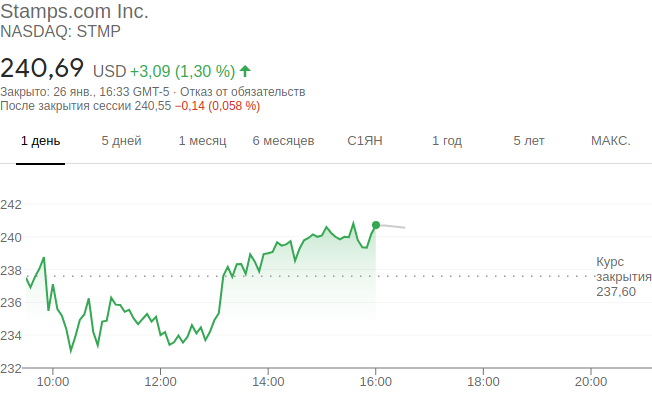 Stamps.com Inc.
NASDAQ: STMP
240,69 USD +3,09 (1,30 %)
Закрыто: 26 янв., 16:33 GMT-5 · Отказ от обязательств
После закрытия сессии 240,55 −0,14 (0,058 %)
1 день 5 дней 1 месяц 6 месяцев С1ЯН 1 год 5 лет МАКС.
242
240
238
236
234
232
Курс
закрытия
237,60
10:00 12:00 14:00 16:00 18:00 20:00